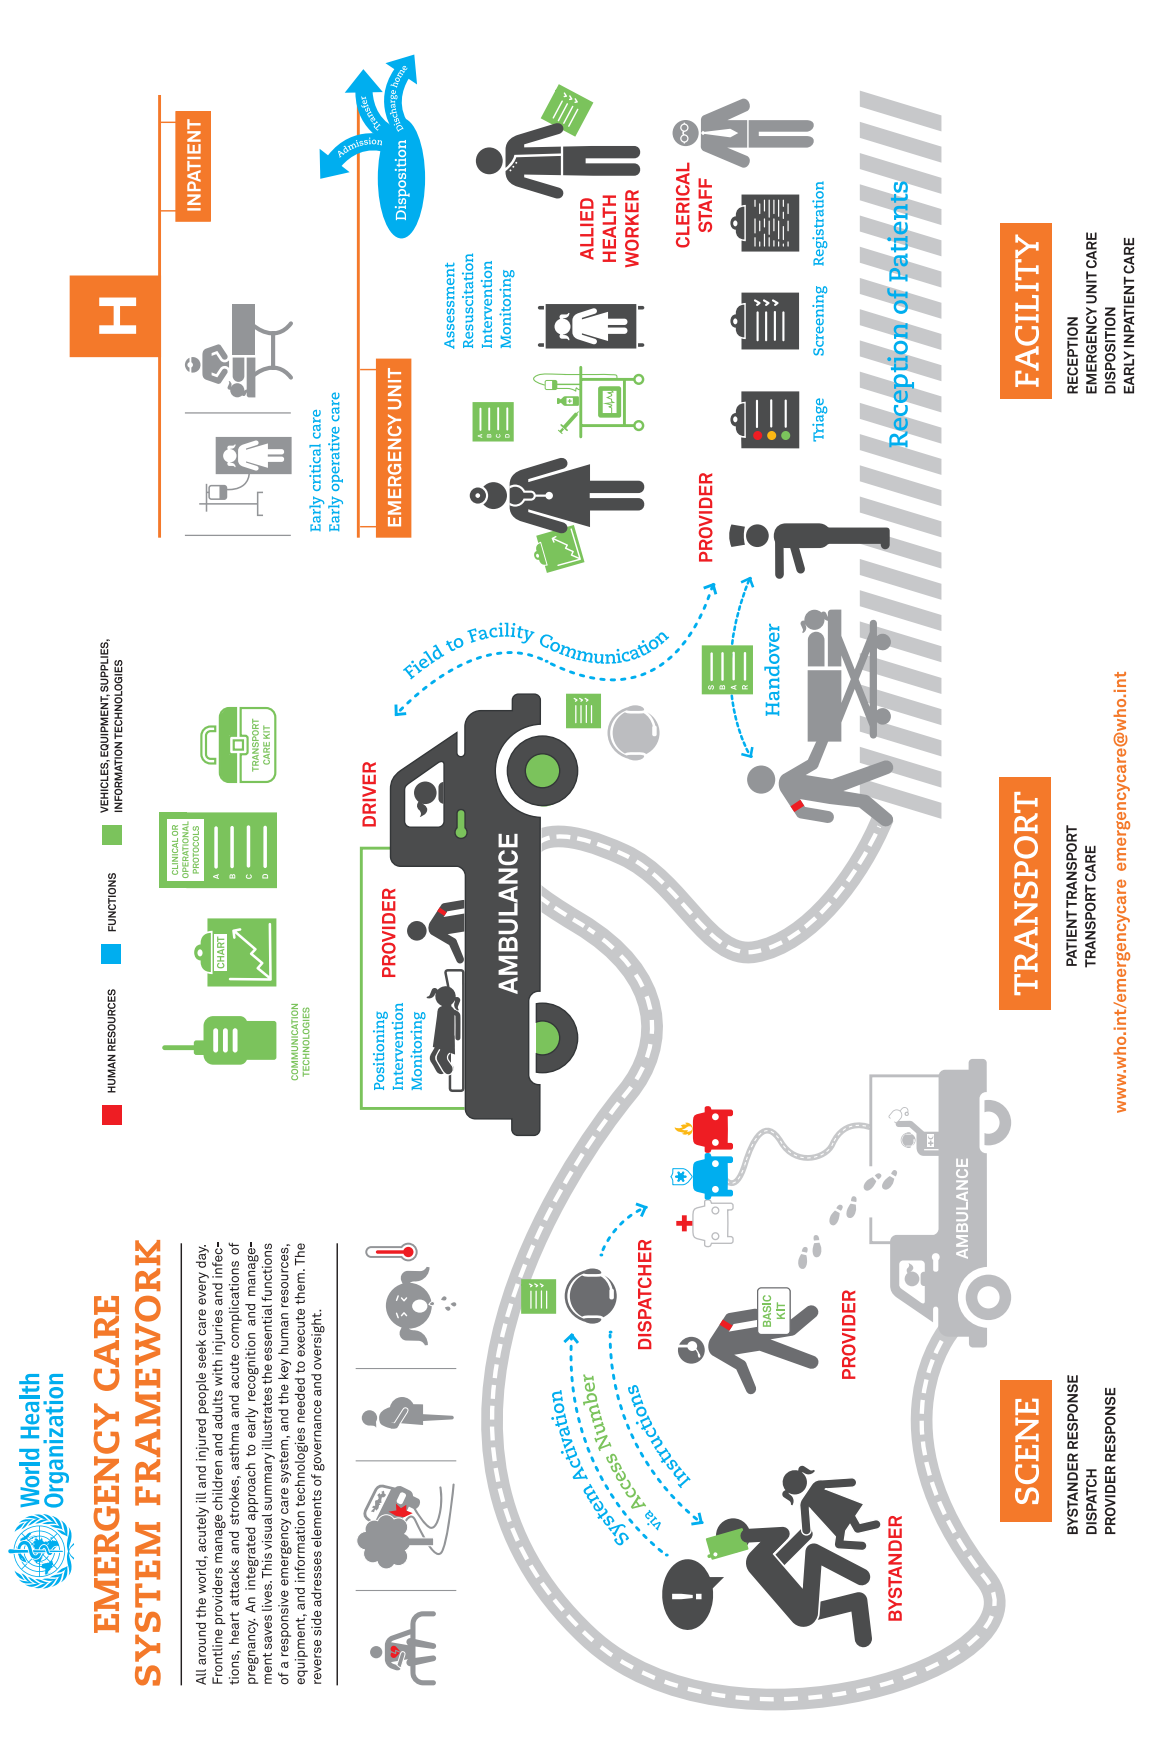 World Health
Organization
EMERGENCY CARE
SYSTEM FRAMEWORK
All around the world, acutely ill and injured people seek care every day.
Frontline providers manage children and adults with injuries and infec-
tions, heart attacks and strokes, asthma and acute complications of
pregnancy. An integrated approach to early recognition and manage-
ment saves lives. This visual summary illustrates the essential functions
of a responsive emergency care system, and the key human resources,
equipment, and information technologies needed to execute them. The
reverse side adresses elements of governance and oversight.
HUMAN RESOURCES
FUNCTIONS
VEHICLES, EQUIPMENT, SUPPLIES,
INFORMATION TECHNOLOGIES
COMMUNICATION
TECHNOLOGIES
CHART
CLINICAL OR
OPERATIONAL
PROTOCOLS
A
B
C
D
TRANSPORT
CARE KIT
H
INPATIENT
Early critical care
Early operative care
EMERGENCY UNIT
Admission
Transfer
Discharge home
Disposition
Assessment
Resuscitation
Intervention
Monitoring
A
B
C
D
ALLIED
HEALTH
WORKER
CLERICAL
STAFF
Triage
Screening
Registration
Reception of Patients
PROVIDER
Field to Facility Communication
S
B
A
R
Handover
DRIVER
PROVIDER
Positioning
Intervention
Monitoring
AMBULANCE
DISPATCHER
System Activation
via Access Number
Instructions
!
BYSTANDER
BASIC
KIT
PROVIDER
AMBULANCE
SCENE
BYSTANDER RESPONSE
DISPATCH
PROVIDER RESPONSE
TRANSPORT
PATIENT TRANSPORT
TRANSPORT CARE
FACILITY
RECEPTION
EMERGENCY UNIT CARE
DISPOSITION
EARLY INPATIENT CARE
www.who.int/emergencycare emergencycare@who.int